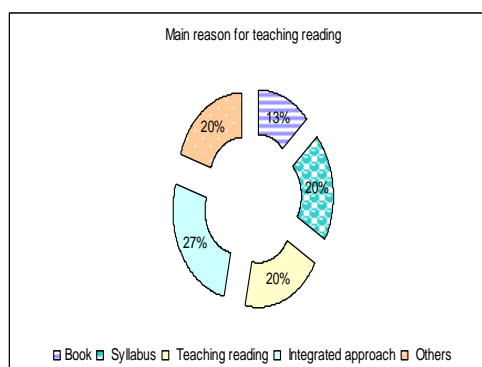 Main reason for teaching reading
13%
20%
20%
20%
27%
Book Syllabus Teaching reading Integrated approach Others